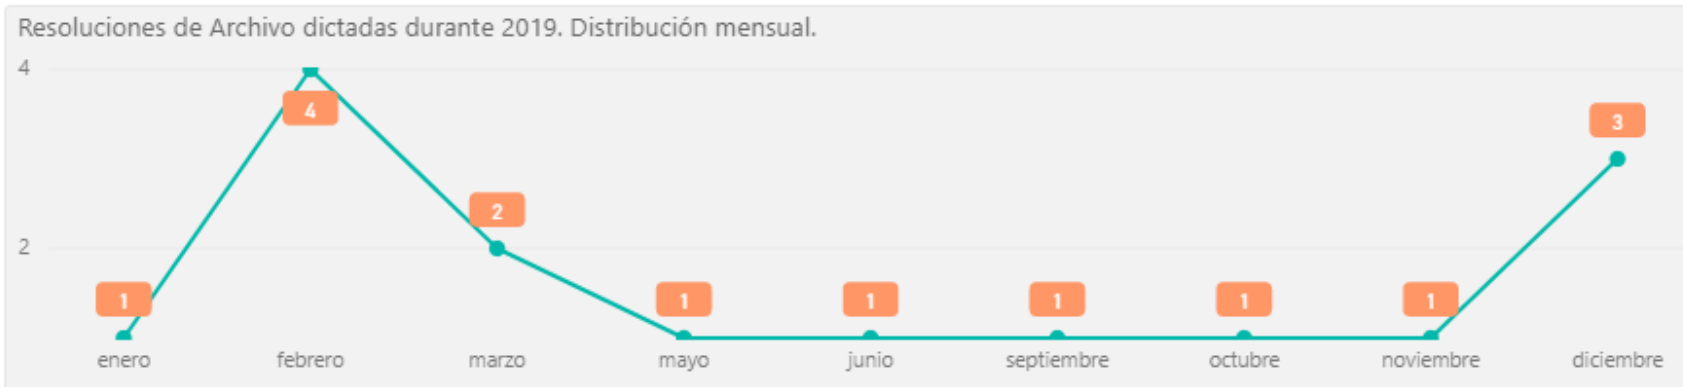 Resoluciones de Archivo dictadas durante 2019. Distribución mensual.
4
4
3
2
2
1 1 1 1 1 1
enero febrero marzo mayo junio septiembre octubre noviembre diciembre